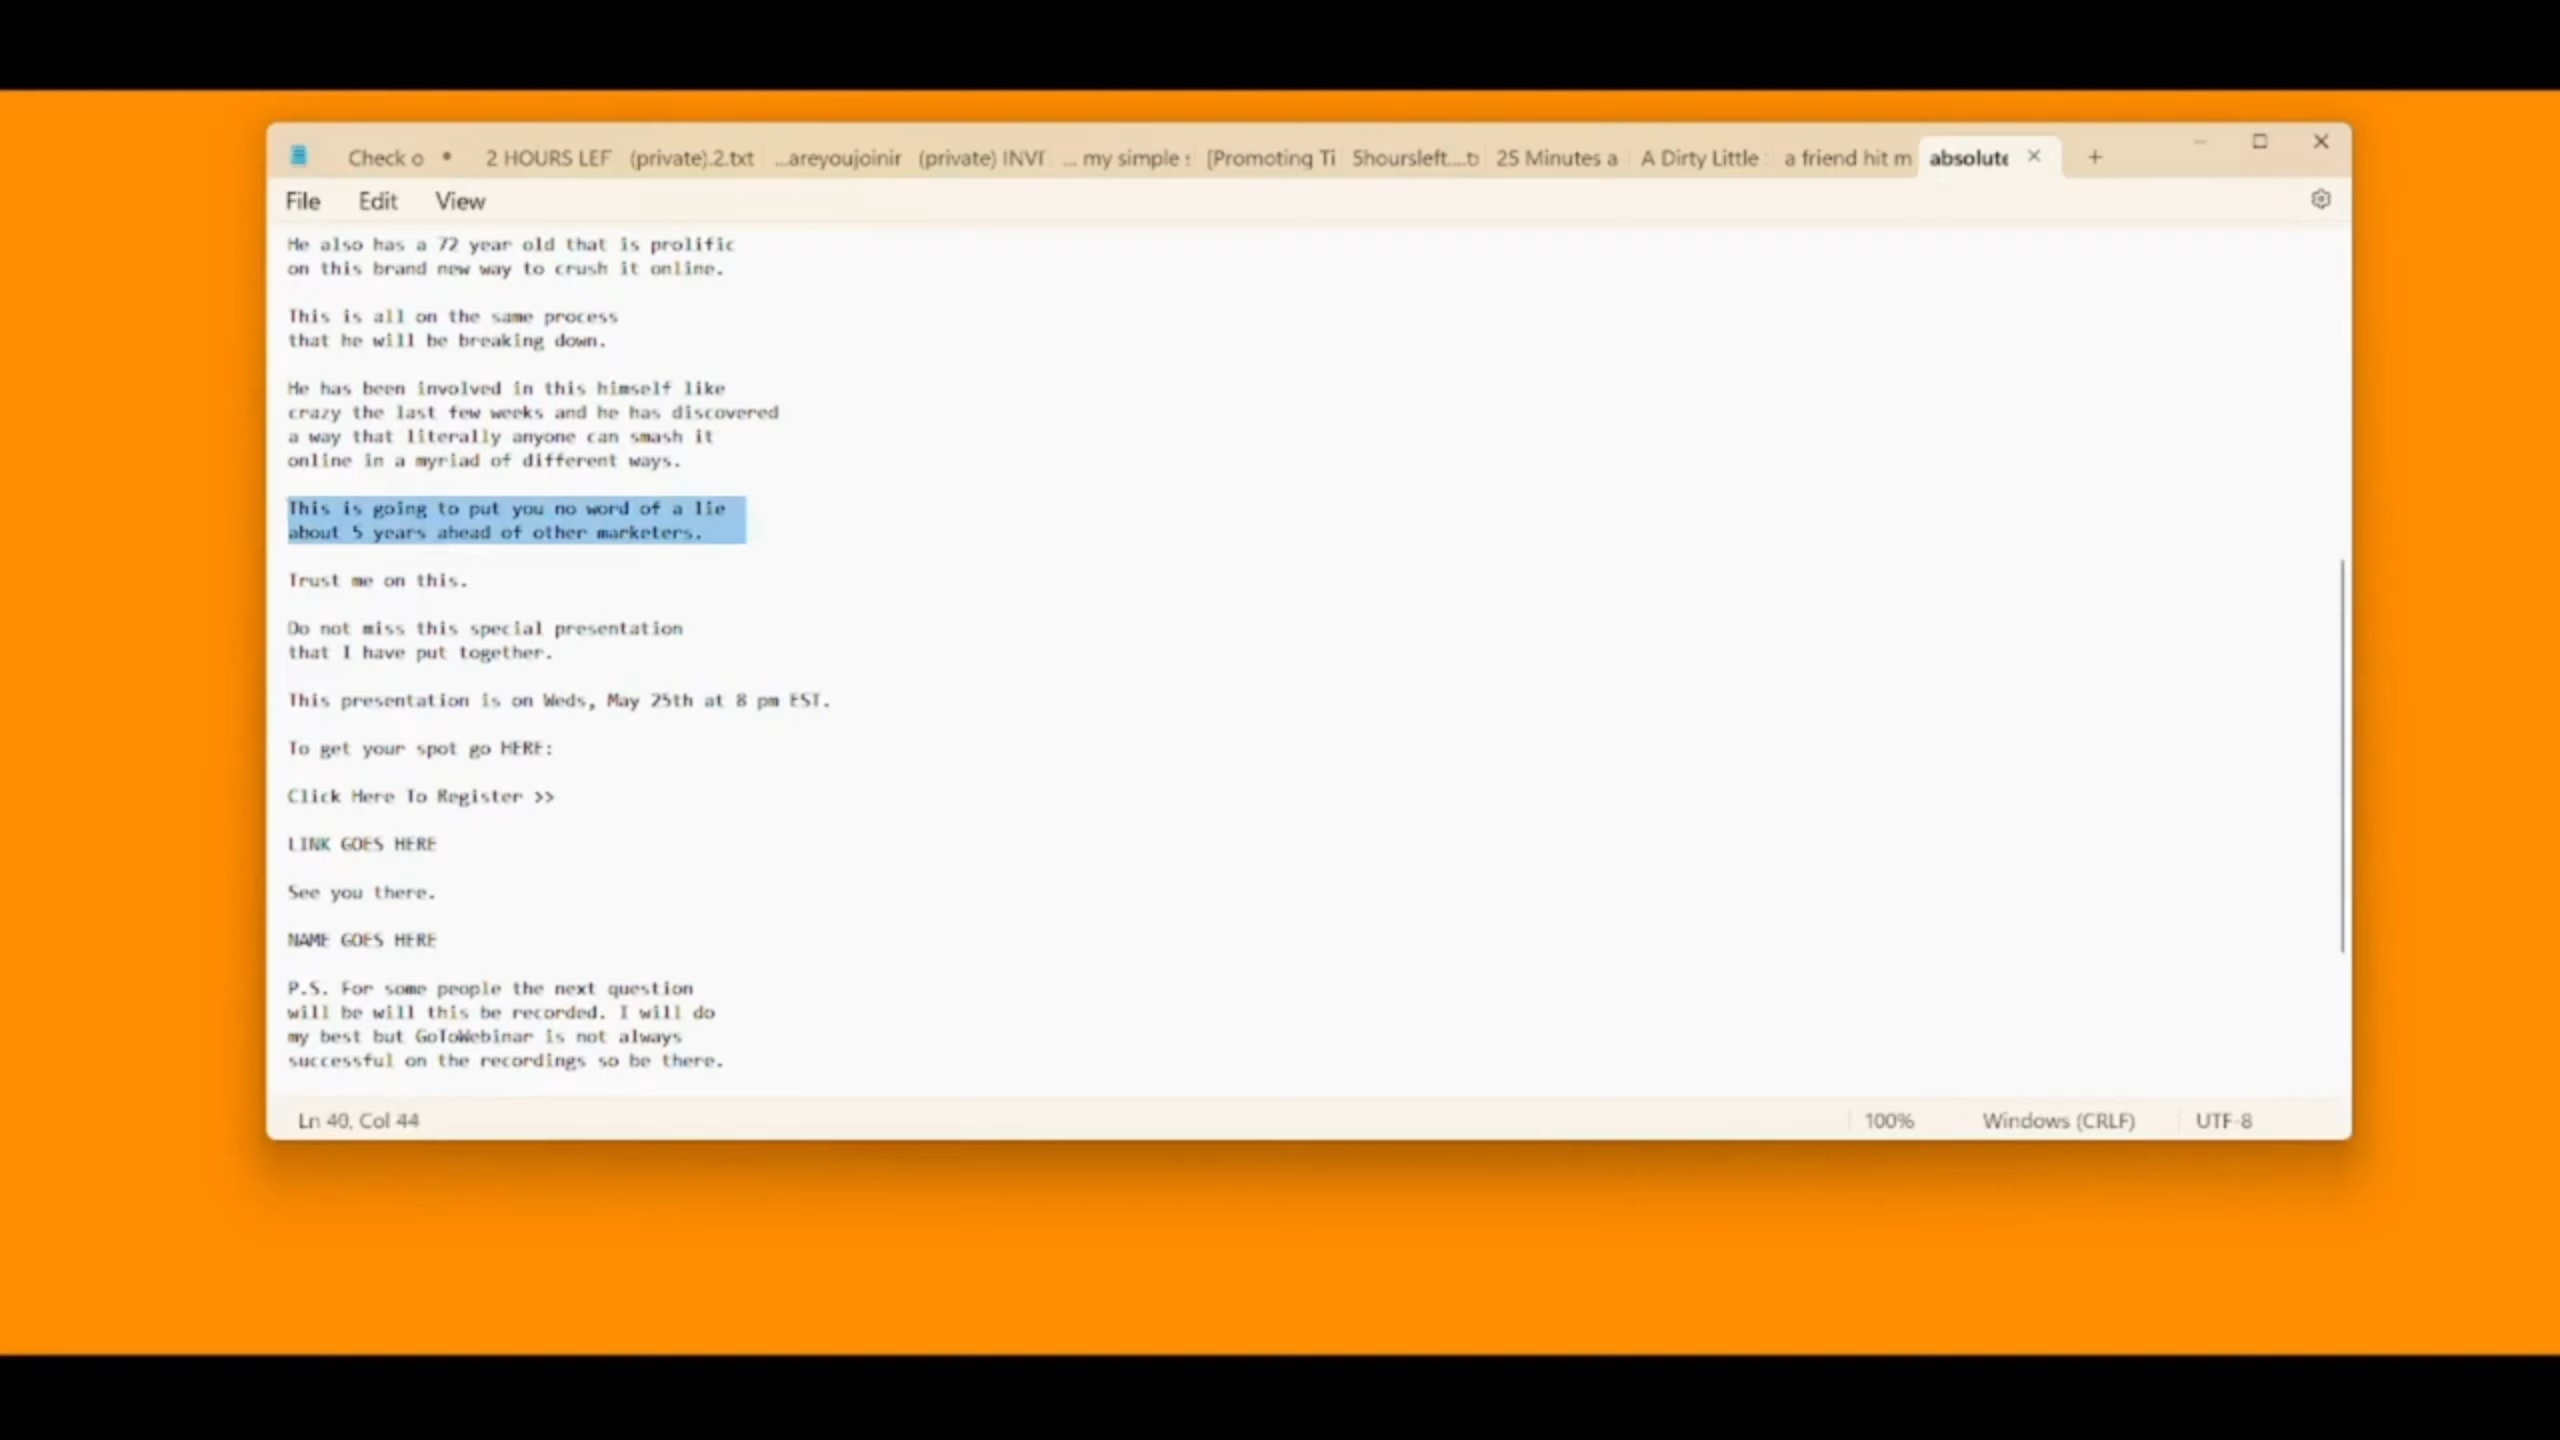 Check o
2 HOURS LEF
(private).2.txt
...areyoujoinir
(private) INVI
... my simple s
[Promoting Ti
5hoursleft....t
25 Minutes a
A Dirty Little
a friend hit m
absolute
File Edit View
He also has a 72 year old that is prolific
on this brand new way to crush it online.
This is all on the same process
that he will be breaking down.
He has been involved in this himself like
crazy the last few weeks and he has discovered
a way that literally anyone can smash it
online in a myriad of different ways.
This is going to put you no word of a lie
about 5 years ahead of other marketers.
Trust me on this.
Do not miss this special presentation
that I have put together.
This presentation is on Weds, May 25th at 8 pm EST.
To get your spot go HERE:
Click Here To Register >>
LINK GOES HERE
See you there.
NAME GOES HERE
P.S. For some people the next question
will be will this be recorded. I will do
my best but GoToWebinar is not always
successful on the recordings so be there.
Ln 40, Col 44
100%
Windows (CRLF)
UTF-8